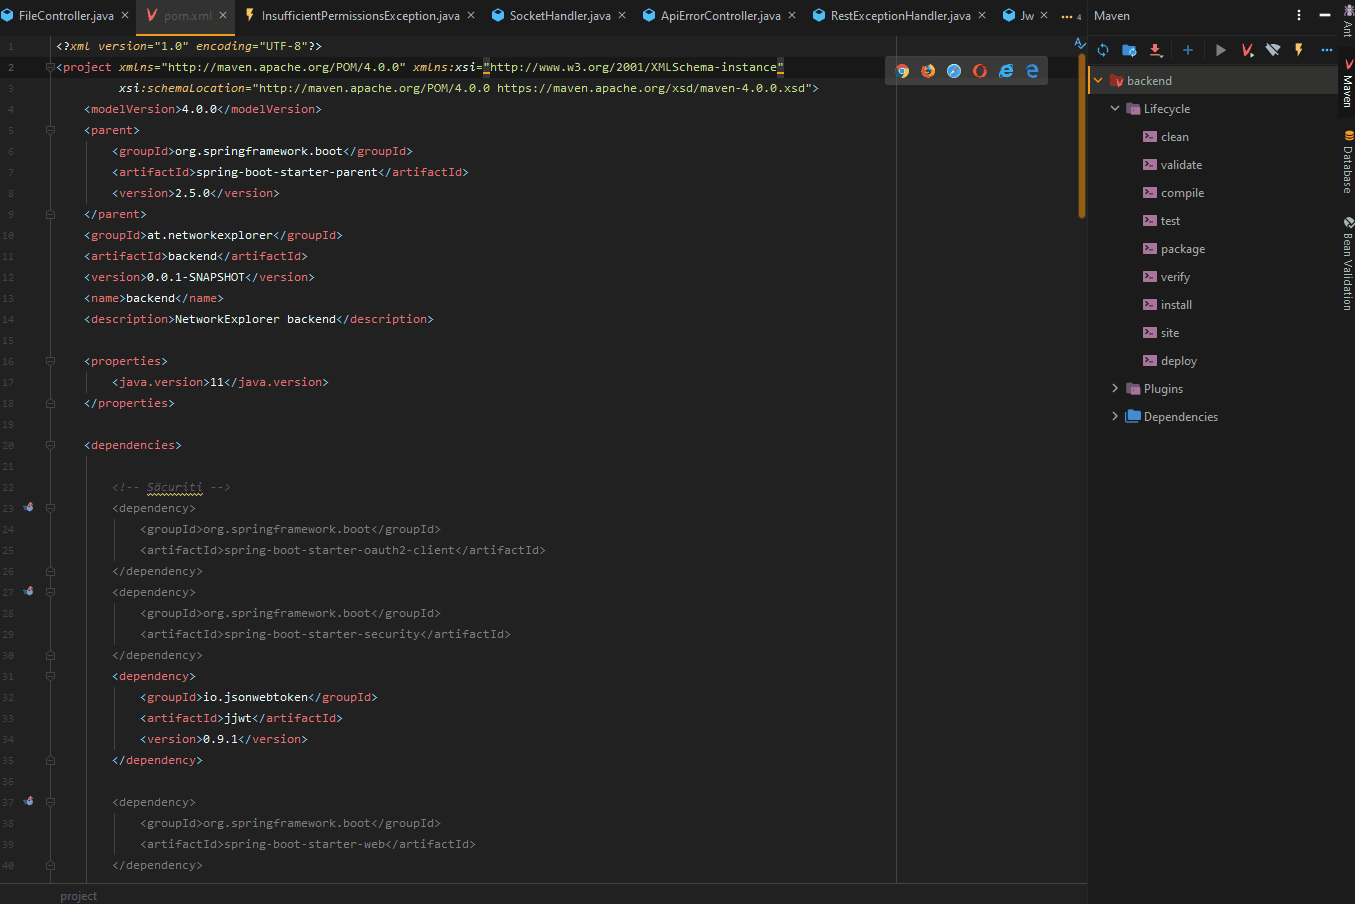 FileController.java
pom.xml
InsufficientPermissionsException.java
SocketHandler.java
ApiErrorController.java
RestExceptionHandler.java
Jw
4
Maven
1 <?xml version="1.0" encoding="UTF-8"?>
2 <project xmlns="http://maven.apache.org/POM/4.0.0" xmlns:xsi="http://www.w3.org/2001/XMLSchema-instance"
3 xsi:schemaLocation="http://maven.apache.org/POM/4.0.0 https://maven.apache.org/xsd/maven-4.0.0.xsd">
4 <modelVersion>4.0.0</modelVersion>
5 <parent>
6 <groupId>org.springframework.boot</groupId>
7 <artifactId>spring-boot-starter-parent</artifactId>
8 <version>2.5.0</version>
9 </parent>
10 <groupId>at.networkexplorer</groupId>
11 <artifactId>backend</artifactId>
12 <version>0.0.1-SNAPSHOT</version>
13 <name>backend</name>
14 <description>NetworkExplorer backend</description>
15
16 <properties>
17 <java.version>11</java.version>
18 </properties>
19
20 <dependencies>
21
22 <!-- Säcuriti -->
23 <dependency>
24 <groupId>org.springframework.boot</groupId>
25 <artifactId>spring-boot-starter-oauth2-client</artifactId>
26 </dependency>
27 <dependency>
28 <groupId>org.springframework.boot</groupId>
29 <artifactId>spring-boot-starter-security</artifactId>
30 </dependency>
31 <dependency>
32 <groupId>io.jsonwebtoken</groupId>
33 <artifactId>jjwt</artifactId>
34 <version>0.9.1</version>
35 </dependency>
36
37 <dependency>
38 <groupId>org.springframework.boot</groupId>
39 <artifactId>spring-boot-starter-web</artifactId>
40 </dependency>
project
backend
Lifecycle
clean
validate
compile
test
package
verify
install
site
deploy
Plugins
Dependencies
Ant
Maven
Database
Bean Validation